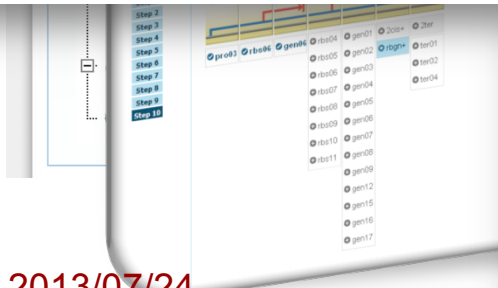 Step 2
Step 3
Step 4
Step 5
Step 6
Step 7
Step 8
Step 9
Step 10
pro03 rbs06 gen06
rbs04
rbs05
rbs06
rbs07
rbs08
rbs09
rbs10
rbs11
gen01
gen02
gen03
gen04
gen05
gen06
gen07
gen08
gen09
gen12
gen15
gen16
gen17
2cis+
rbgn+
2ter
ter01
ter02
ter04
2013/07/24